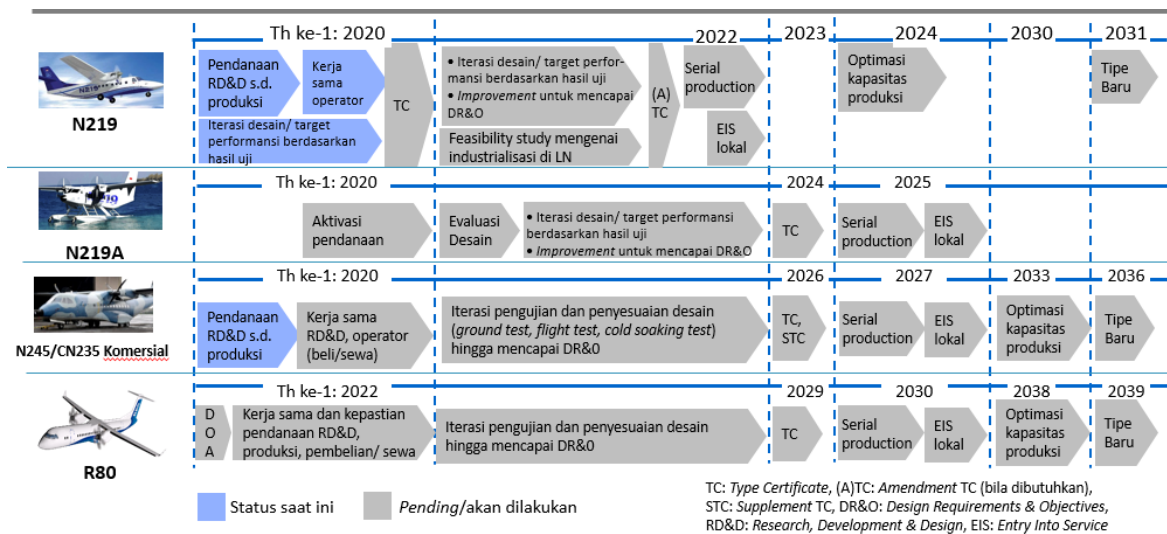 Th ke-1: 2020
2022
2023
2024
2030
2031
N219
N219
Pendanaan
RD&D s.d.
produksi
Kerja
sama
operator
Iterasi desain/ target
performansi berdasarkan
hasil uji
TC
• Iterasi desain/ target perfor-
mansi berdasarkan hasil uji
• Improvement untuk mencapai
DR&O
Feasibility study mengenai
industrialisasi di LN
(A)
TC
Serial
production
EIS
lokal
Optimasi
kapasitas
produksi
Tipe
Baru
Th ke-1: 2020
2024
2025
N219A
Aktivasi
pendanaan
Evaluasi
Desain
• Iterasi desain/ target performansi
berdasarkan hasil uji
• Improvement untuk mencapai DR&O
TC
Serial
production
EIS
lokal
Th ke-1: 2020
2026
2027
2033
2036
N245/CN235 Komersial
Pendanaan
RD&D s.d.
produksi
Kerja sama
RD&D, operator
(beli/sewa)
Iterasi pengujian dan penyesuaian desain
(ground test, flight test, cold soaking test)
hingga mencapai DR&0
TC,
STC
Serial
production
EIS
lokal
Optimasi
kapasitas
produksi
Tipe
Baru
Th ke-1: 2022
2029
2030
2038
2039
R80
D
O
A
Kerja sama dan kepastian
pendanaan RD&D,
produksi, pembelian/ sewa
Iterasi pengujian dan penyesuaian desain
hingga mencapai DR&0
TC
Serial
production
EIS
lokal
Optimasi
kapasitas
produksi
Tipe
Baru
Status saat ini
Pending/akan dilakukan
TC: Type Certificate, (A)TC: Amendment TC (bila dibutuhkan),
STC: Supplement TC, DR&O: Design Requirements & Objectives,
RD&D: Research, Development & Design, EIS: Entry Into Service